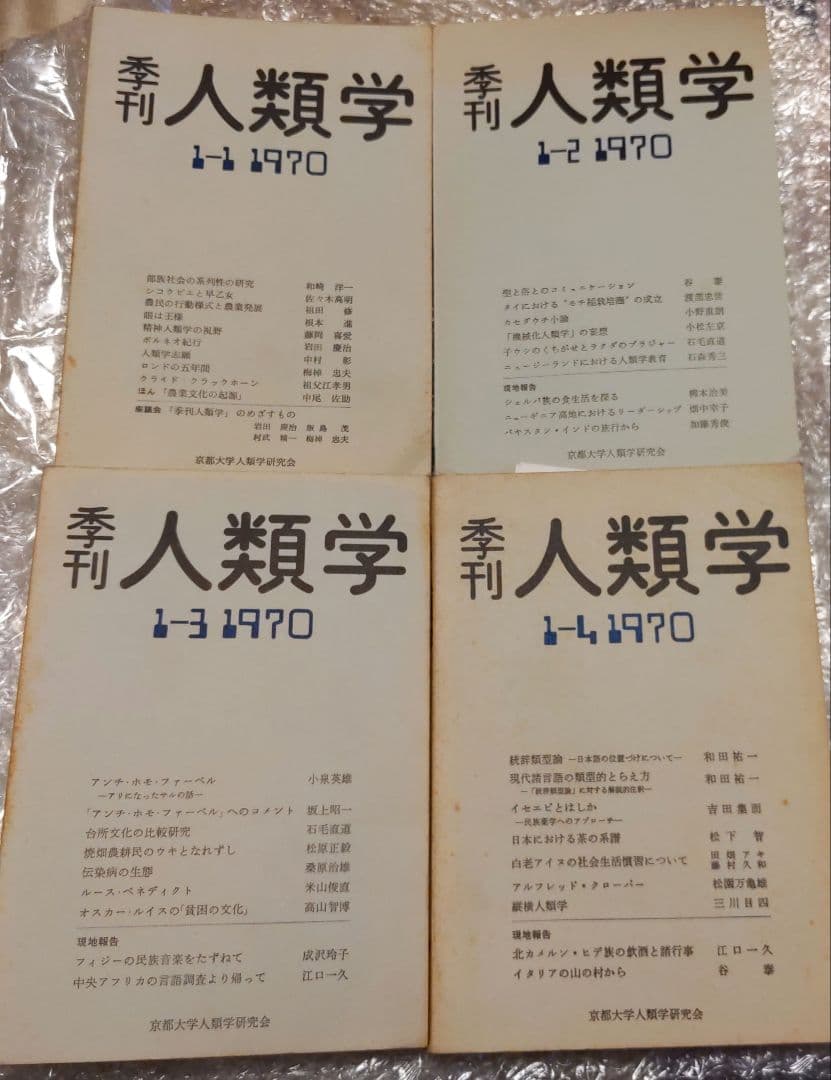 季刊 人類学
1-1 1970
部族社会の系列性の研究 和崎 洋一
シコクビエと早乙女 佐々木高明
農民の行動様式と農業発展 祖田 修
眼は王様 根本 進
精神人類学の視野 藤岡 喜愛
ボルネオ紀行 岩田 慶治
人類学志願 中村 彰
ロンドの五年間 梅棹 忠夫
クライド・クラックホーン 祖父江孝男
ほん「農業文化の起源」 中尾 佐助
座談会「季刊人類学」のめざすもの
岩田 慶治 飯島 茂
村武 精一 梅棹 忠夫
京都大学人類学研究会
季刊 人類学
1-2 1970
聖と俗とのコミュニケーション 谷 泰
タイにおける“モチ稲栽培圏”の成立 渡部忠世
カセダウチ小論 小野重朗
「機械化人類学」の妄想 小松左京
子ウシのくちがせとラクダのブラジャー 石毛直道
ニュージーランドにおける人類学教育 石森秀三
現地報告
シェルパ族の食生活を探る 柳本治美
ニューギニア高地におけるリーダーシップ 畑中幸子
パキスタン・インドの旅行から 加藤秀俊
京都大学人類学研究会
季刊 人類学
1-3 1970
アンチ・ホモ・ファーベル 小泉英雄
—アリになったサルの話—
「アンチ・ホモ・ファーベル」へのコメント 坂上昭一
台所文化の比較研究 石毛直道
焼畑農耕民のウキとなれずし 松原正毅
伝染病の生態 桑原治雄
ルース・ベネディクト 米山俊直
オスカー・ルイスの「貧困の文化」 高山智博
現地報告
フィジーの民族音楽をたずねて 成沢玲子
中央アフリカの言語調査より帰って 江口一久
京都大学人類学研究会
季刊 人類学
1-4 1970
統辞類型論 —日本語の位置づけについて— 和田祐一
現代諸言語の類型的とらえ方 和田祐一
—「統辞類型論」に対する解説的注釈—
イセエビとはしか 吉田集而
—民族薬学へのアプローチ—
日本における茶の系譜 松下 智
白老アイヌの社会生活慣習について 田畑アキ
藤村久和
アルフレッド・クローバー 松園万亀雄
縦横人類学 三川目四
現地報告
北カメルン・ヒデ族の飲酒と諸行事 江口一久
イタリアの山の村から 谷 泰
京都大学人類学研究会